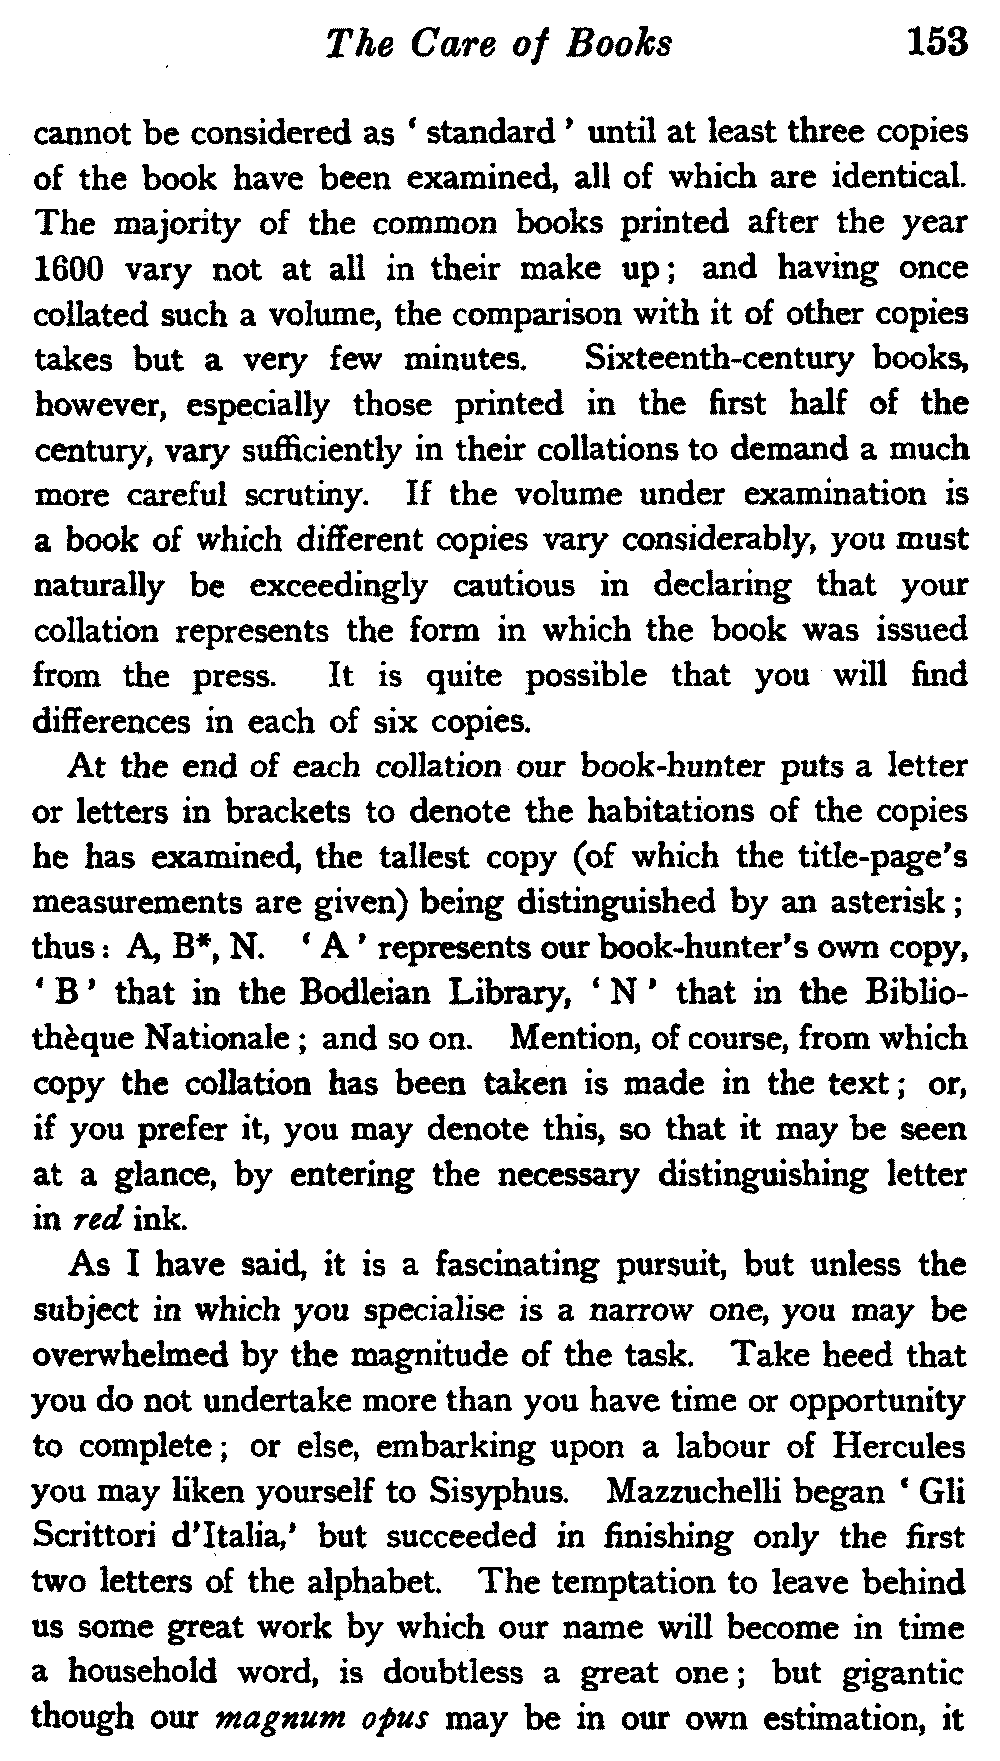 The Care of Books 153
cannot be considered as ‘ standard ’ until at least three copies
of the book have been examined, all of which are identical.
The majority of the common books printed after the year
1600 vary not at all in their make up ; and having once
collated such a volume, the comparison with it of other copies
takes but a very few minutes. Sixteenth-century books,
however, especially those printed in the first half of the
century, vary sufficiently in their collations to demand a much
more careful scrutiny. If the volume under examination is
a book of which different copies vary considerably, you must
naturally be exceedingly cautious in declaring that your
collation represents the form in which the book was issued
from the press. It is quite possible that you will find
differences in each of six copies.
At the end of each collation our book-hunter puts a letter
or letters in brackets to denote the habitations of the copies
he has examined, the tallest copy (of which the title-page's
measurements are given) being distinguished by an asterisk ;
thus : A, B*, N. ‘ A ’ represents our book-hunter's own copy,
‘ B ’ that in the Bodleian Library, ‘ N ’ that in the Biblio-
thèque Nationale ; and so on. Mention, of course, from which
copy the collation has been taken is made in the text ; or,
if you prefer it, you may denote this, so that it may be seen
at a glance, by entering the necessary distinguishing letter
in red ink.
As I have said, it is a fascinating pursuit, but unless the
subject in which you specialise is a narrow one, you may be
overwhelmed by the magnitude of the task. Take heed that
you do not undertake more than you have time or opportunity
to complete ; or else, embarking upon a labour of Hercules
you may liken yourself to Sisyphus. Mazzuchelli began ‘ Gli
Scrittori d'Italia,’ but succeeded in finishing only the first
two letters of the alphabet. The temptation to leave behind
us some great work by which our name will become in time
a household word, is doubtless a great one ; but gigantic
though our magnum opus may be in our own estimation, it